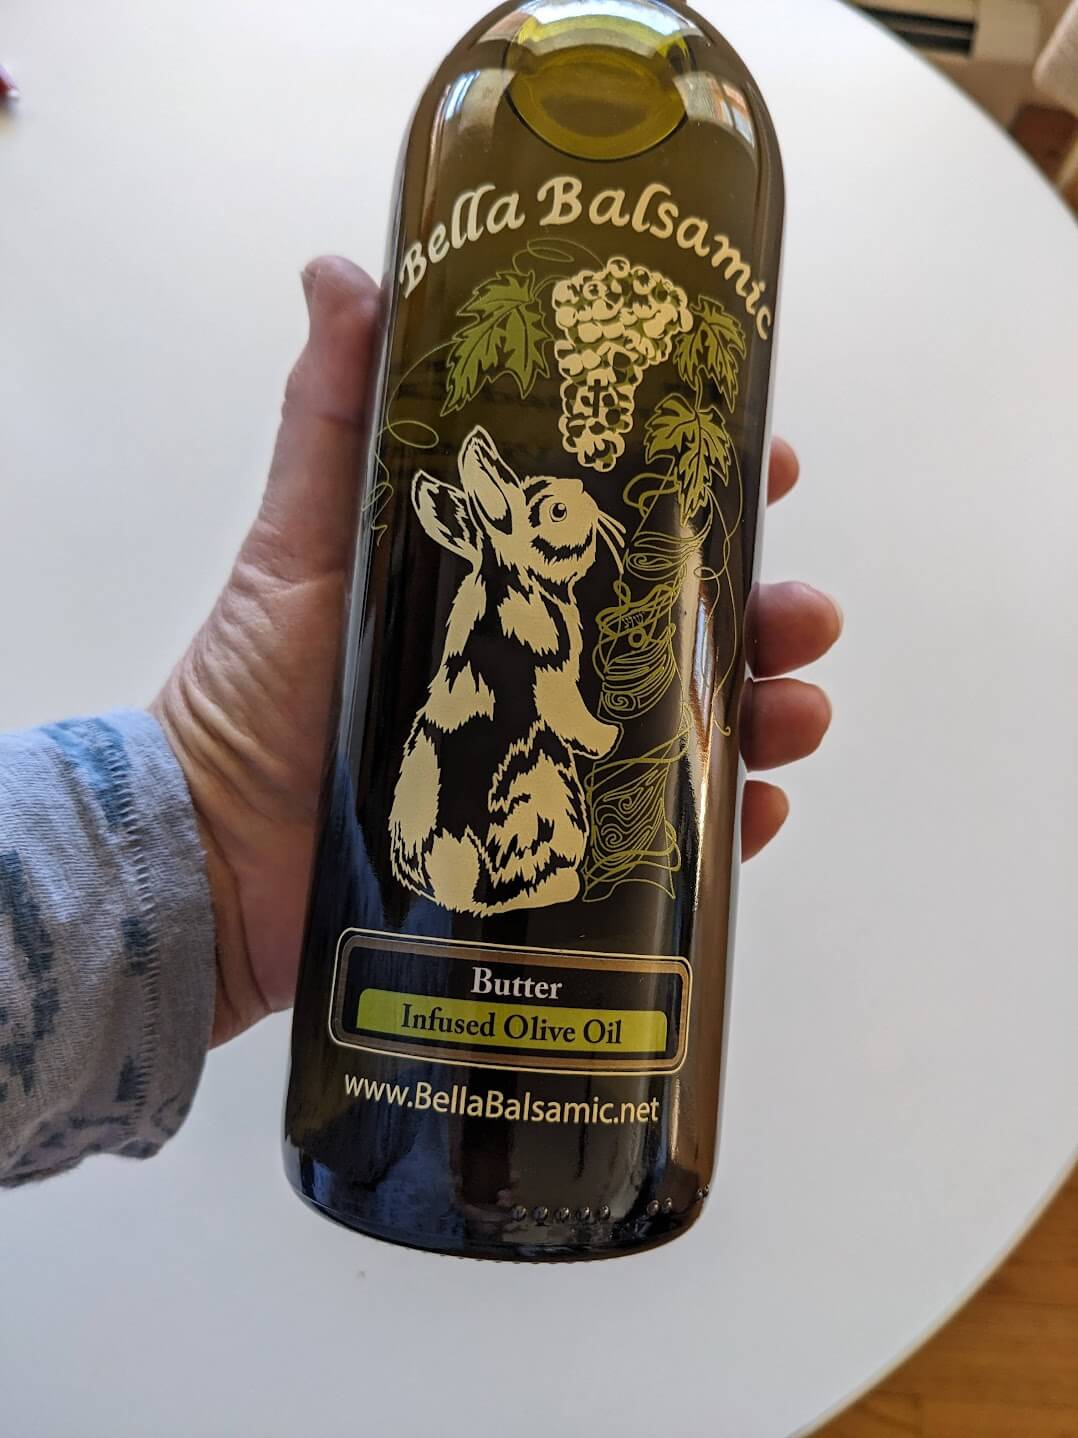 Bella Balsamic
Butter
Infused Olive Oil
www.BellaBalsamic.net